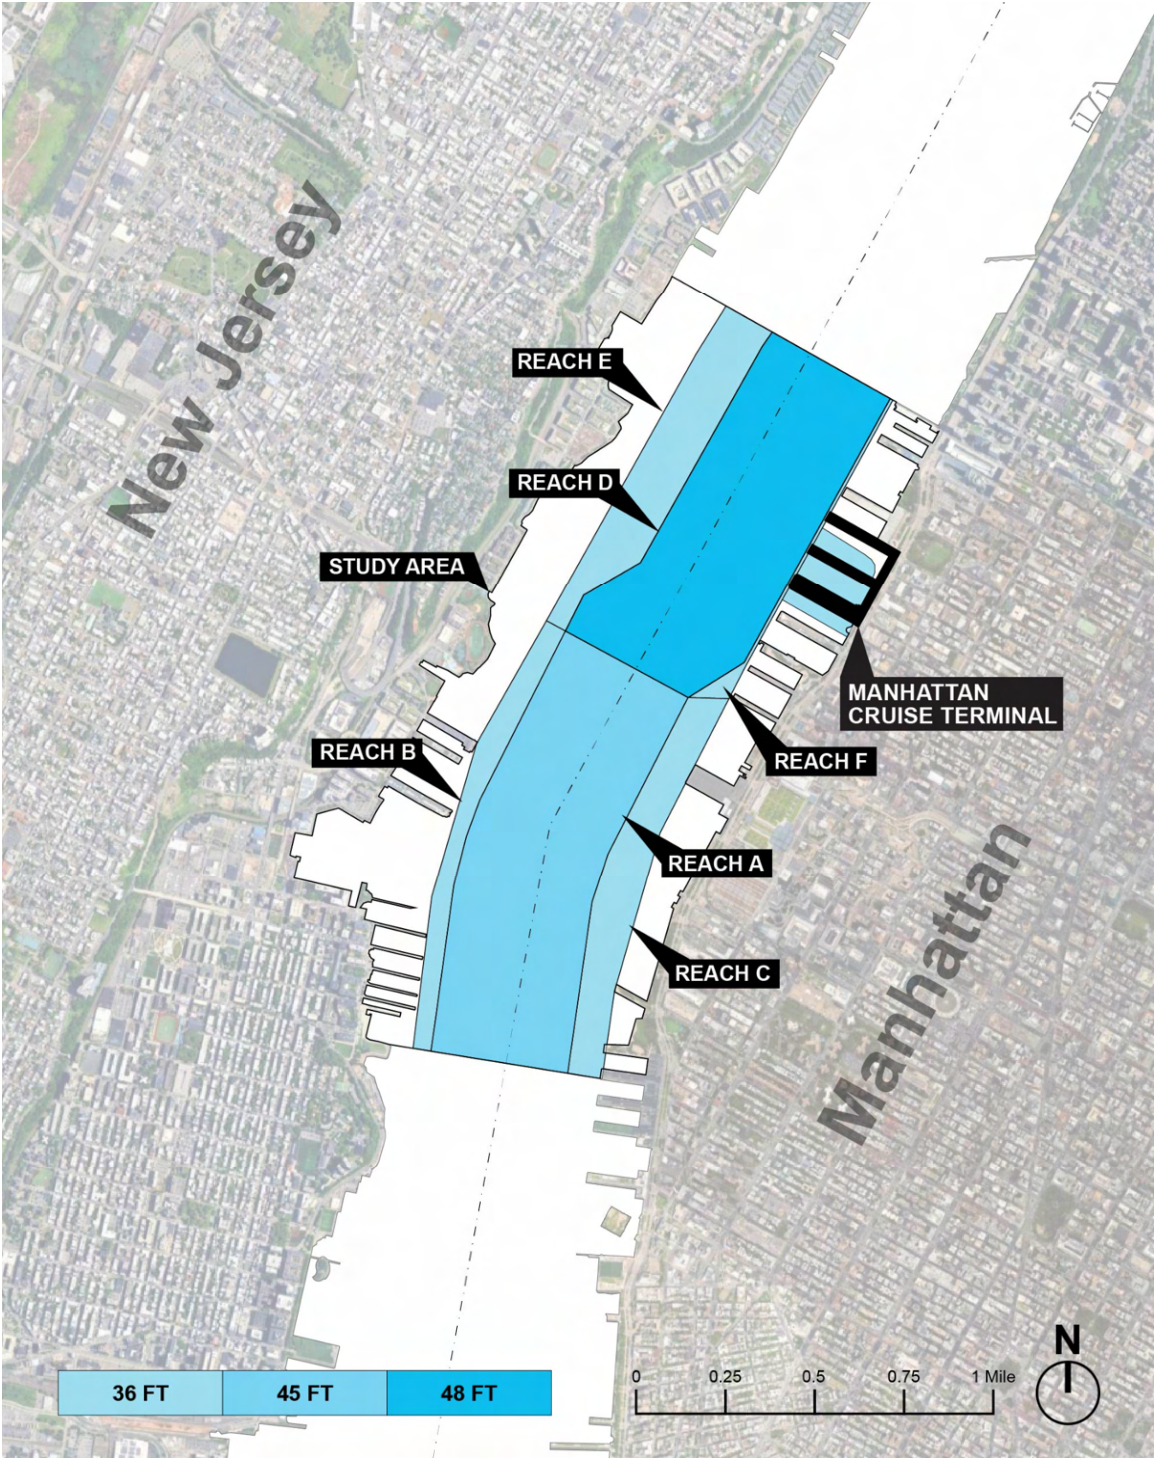 New Jersey
REACH E
REACH D
STUDY AREA
MANHATTAN
CRUISE TERMINAL
REACH B
REACH F
REACH A
REACH C
Manhattan
36 FT
45 FT
48 FT
0 0.25 0.5 0.75 1 Mile
N